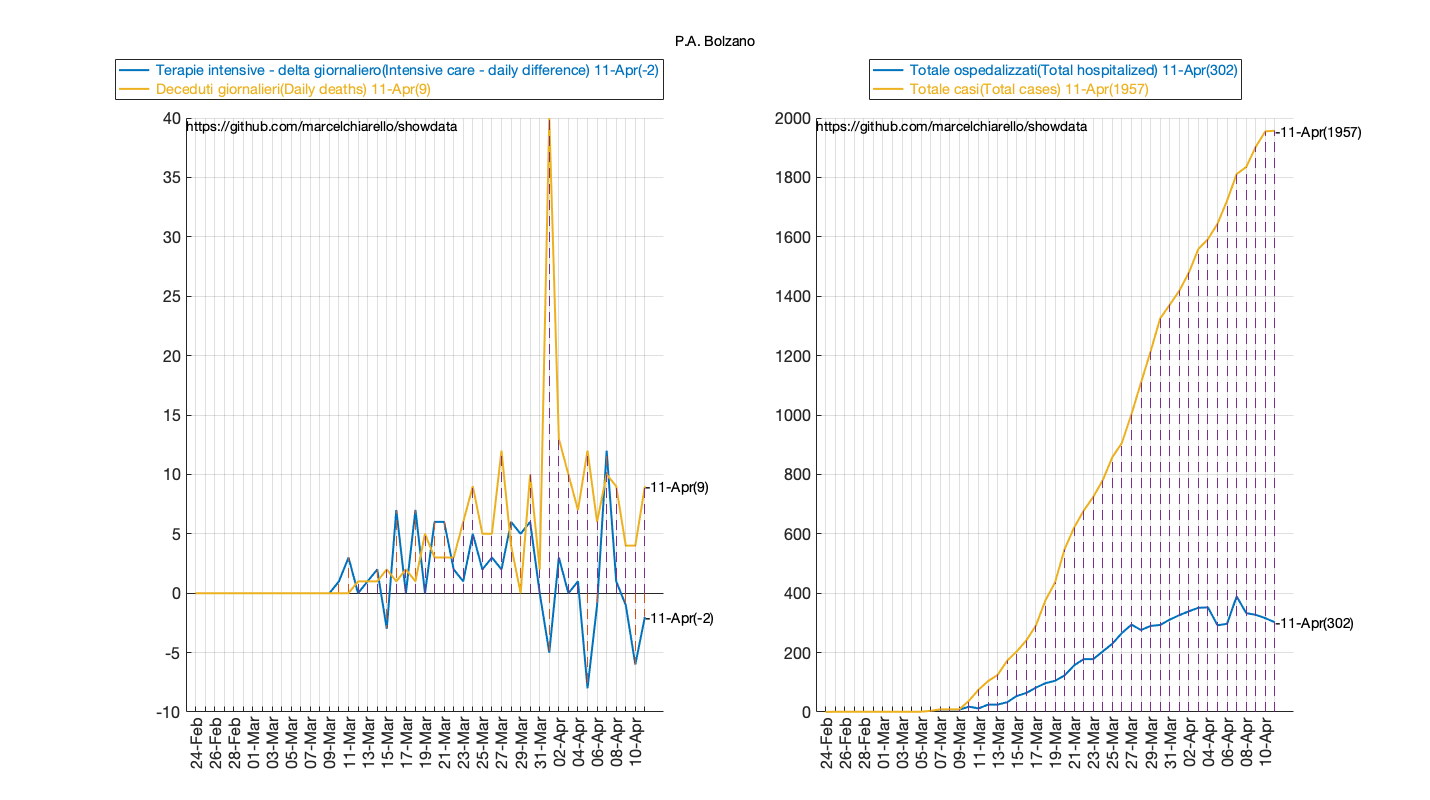 P.A. Bolzano
Terapie intensive - delta giornaliero(Intensive care - daily difference) 11-Apr(-2)
Deceduti giornalieri(Daily deaths) 11-Apr(9)
https://github.com/marcelchiarello/showdata
40
35
30
25
20
15
10
5
0
-5
-10
-11-Apr(9)
-11-Apr(-2)
24-Feb
26-Feb
28-Feb
01-Mar
03-Mar
05-Mar
07-Mar
09-Mar
11-Mar
13-Mar
15-Mar
17-Mar
19-Mar
21-Mar
23-Mar
25-Mar
27-Mar
29-Mar
31-Mar
02-Apr
04-Apr
06-Apr
08-Apr
10-Apr
Totale ospedalizzati(Total hospitalized) 11-Apr(302)
Totale casi(Total cases) 11-Apr(1957)
https://github.com/marcelchiarello/showdata
2000
1800
1600
1400
1200
1000
800
600
400
200
0
-11-Apr(1957)
-11-Apr(302)
24-Feb
26-Feb
28-Feb
01-Mar
03-Mar
05-Mar
07-Mar
09-Mar
11-Mar
13-Mar
15-Mar
17-Mar
19-Mar
21-Mar
23-Mar
25-Mar
27-Mar
29-Mar
31-Mar
02-Apr
04-Apr
06-Apr
08-Apr
10-Apr